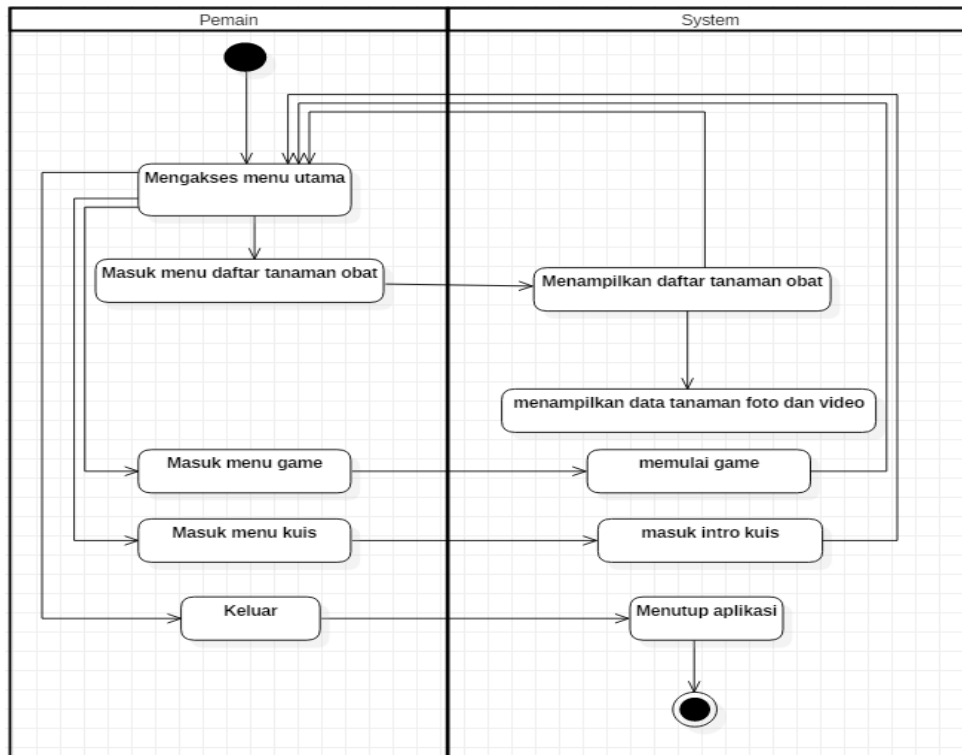 Pemain
System
Mengakses menu utama
Masuk menu daftar tanaman obat
Menampilkan daftar tanaman obat
menampilkan data tanaman foto dan video
Masuk menu game
memulai game
Masuk menu kuis
masuk intro kuis
Keluar
Menutup aplikasi